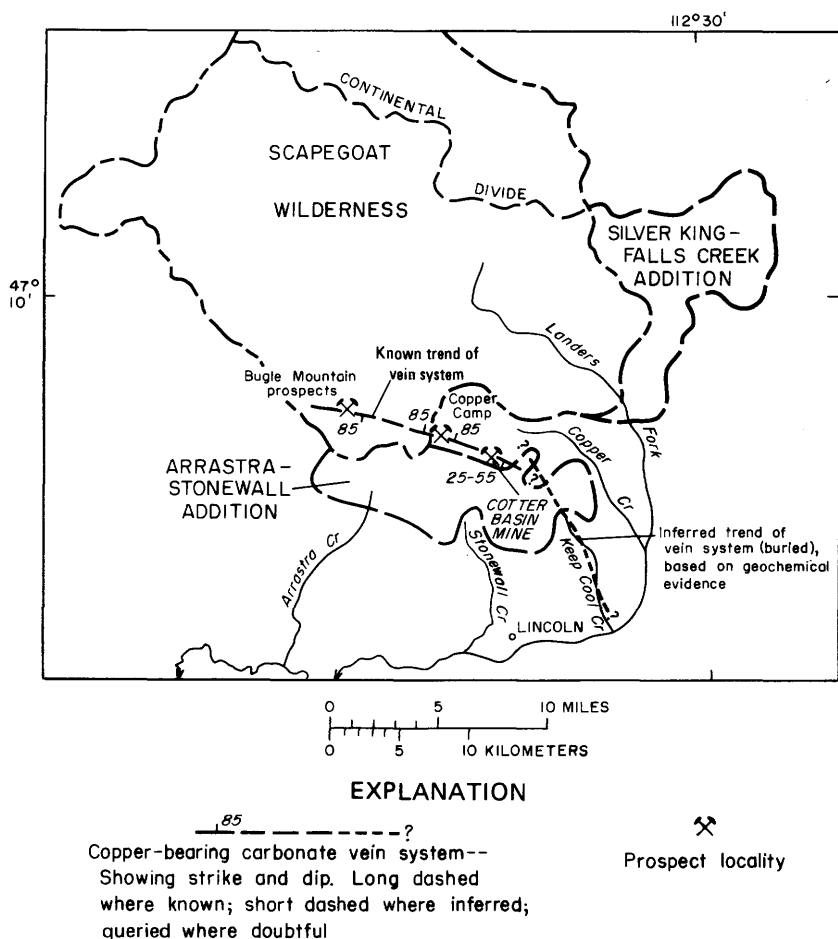 112°30'
CONTINENTAL
DIVIDE
SCAPEGOAT
WILDERNESS
SILVER KING-
FALLS CREEK
ADDITION
47°
10'
Landers
Fork
Known trend of
vein system
Bugle Mountain
prospects
85
85
Copper
Camp
85
Copper
Cr
?
?
25-55
COTTER
BASIN
MINE
ARRASTRA-
STONEWALL
ADDITION
Inferred trend of
vein system (buried),
based on geochemical
evidence
Arrastra Cr
Stonewall Cr
Keep Cool Cr
?
LINCOLN
0 5 10 MILES
0 5 10 KILOMETERS
EXPLANATION
85 ?
Copper-bearing carbonate vein system--
Showing strike and dip. Long dashed
where known; short dashed where inferred;
queried where doubtful
Prospect locality